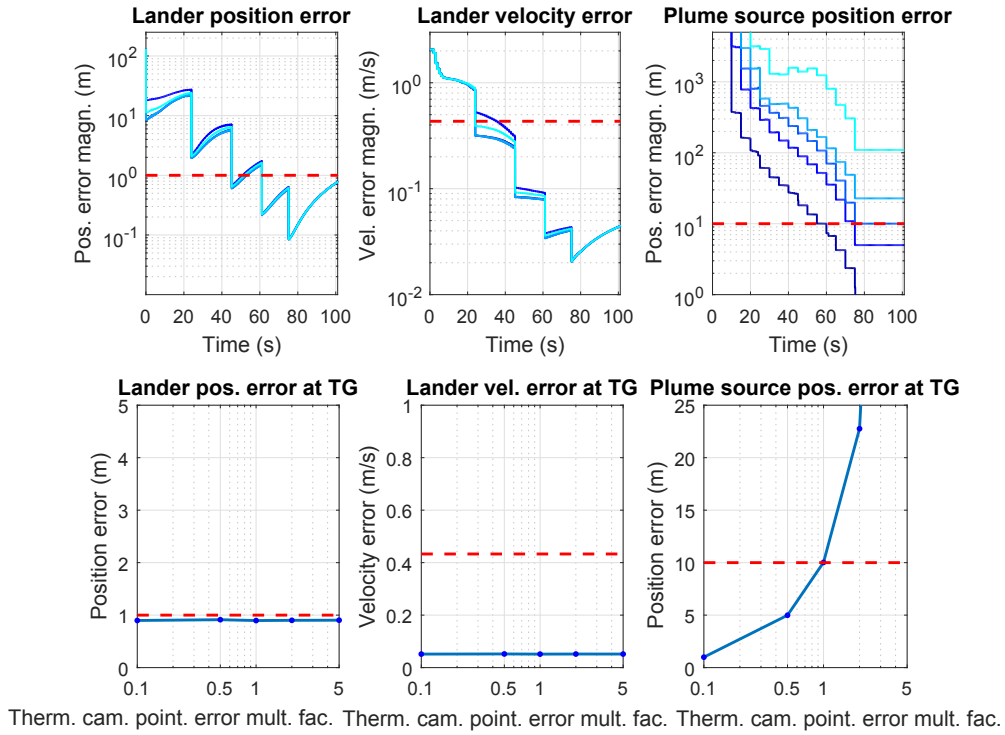 Lander position error
Lander velocity error
Plume source position error
Pos. error magn. (m)
10^2
10^1
10^0
10^-1
0 20 40 60 80 100
Time (s)
Vel. error magn. (m/s)
10^0
10^-1
10^-2
0 20 40 60 80 100
Time (s)
Pos. error magn. (m)
10^3
10^2
10^1
10^0
0 20 40 60 80 100
Time (s)
Lander pos. error at TG
Lander vel. error at TG
Plume source pos. error at TG
Position error (m)
5
4
3
2
1
0
0.1 0.5 1 5
Therm. cam. point. error mult. fac.
Velocity error (m/s)
1
0.8
0.6
0.4
0.2
0
0.1 0.5 1 5
Therm. cam. point. error mult. fac.
Position error (m)
25
20
15
10
5
0
0.1 0.5 1 5
Therm. cam. point. error mult. fac.